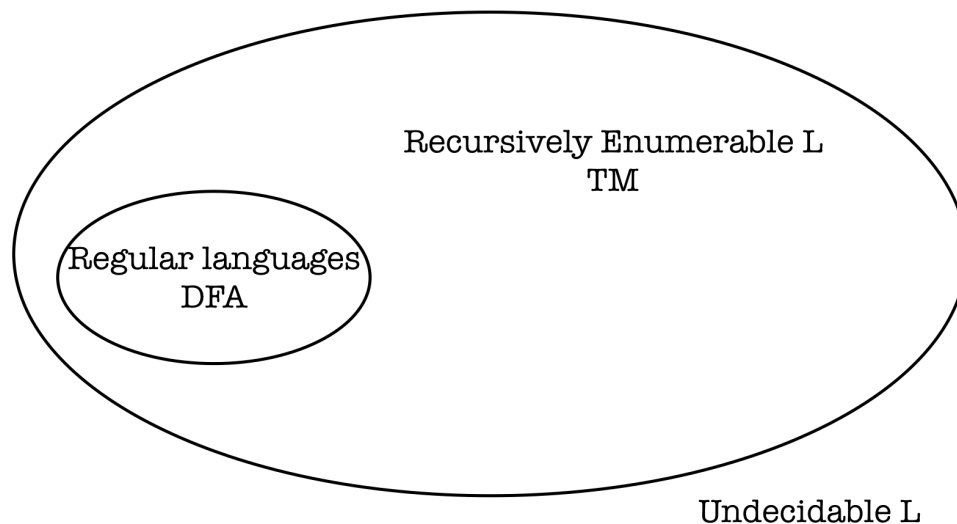 Recursively Enumerable L
TM
Regular languages
DFA
Undecidable L